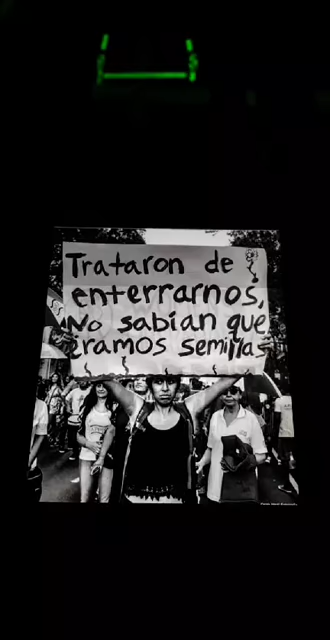 Trataron de
enterrarnos,
No sabian que
éramos semillas